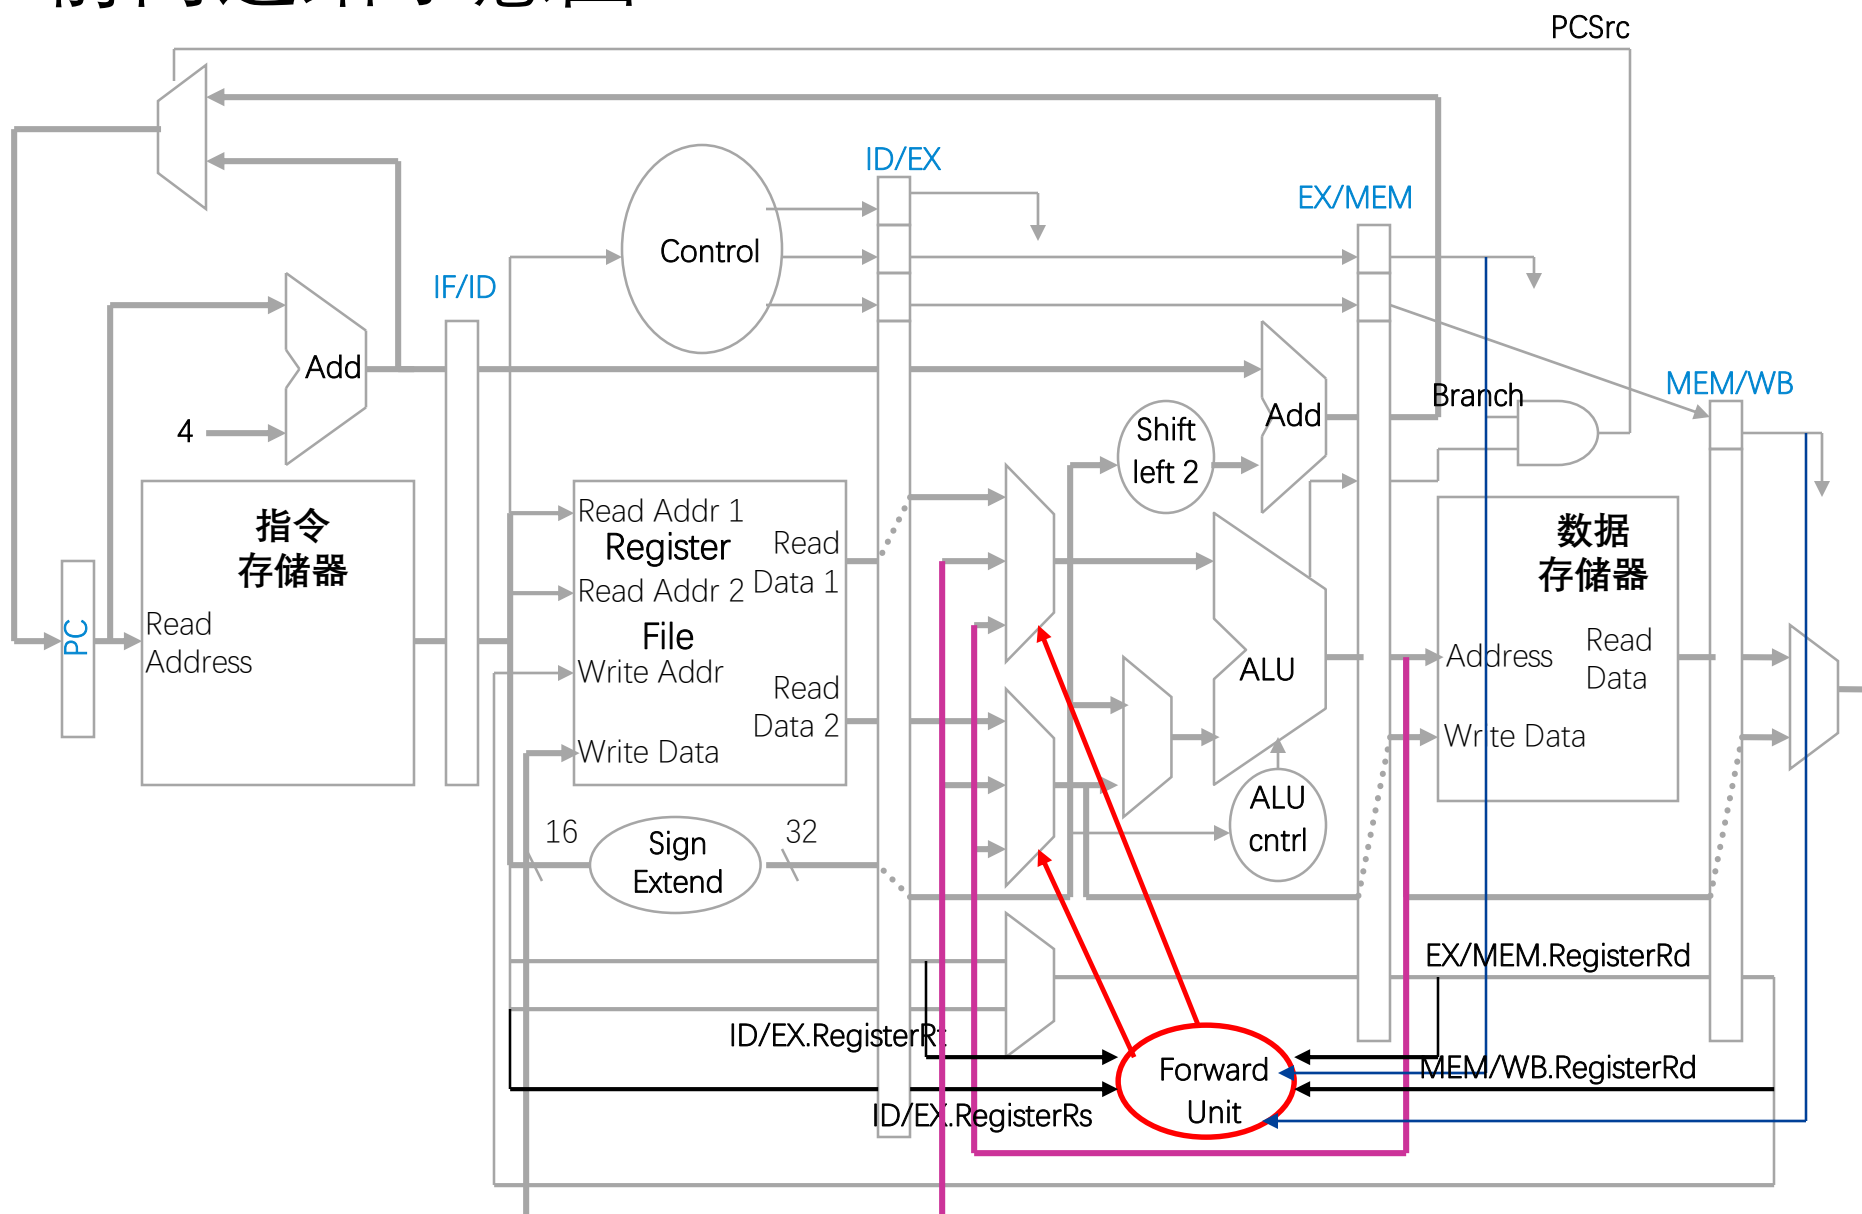 PCSrc
ID/EX
EX/MEM
Control
IF/ID
Add
MEM/WB
Branch
4
Shift
left 2
Add
指令
存储器
Read Addr 1
Register
Read
Data 1
Read Addr 2
File
Write Addr
Read
Data 2
Write Data
数据
存储器
PC
Read
Address
ALU
Address
Read
Data
Write Data
16
Sign
Extend
32
ALU
cntrl
EX/MEM.RegisterRd
ID/EX.RegisterRt
Forward
Unit
MEM/WB.RegisterRd
ID/EX.RegisterRs